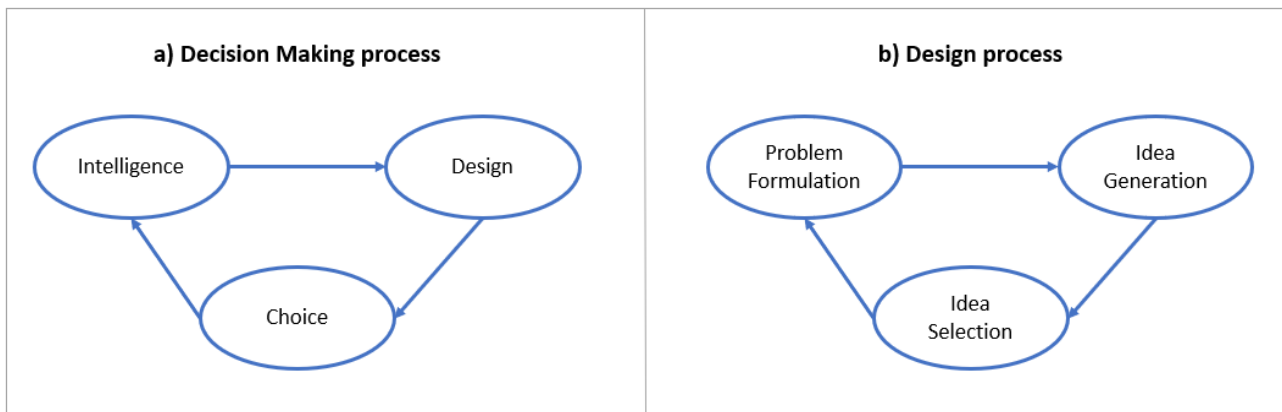 a) Decision Making process
Intelligence
Design
Choice
b) Design process
Problem
Formulation
Idea
Generation
Idea
Selection